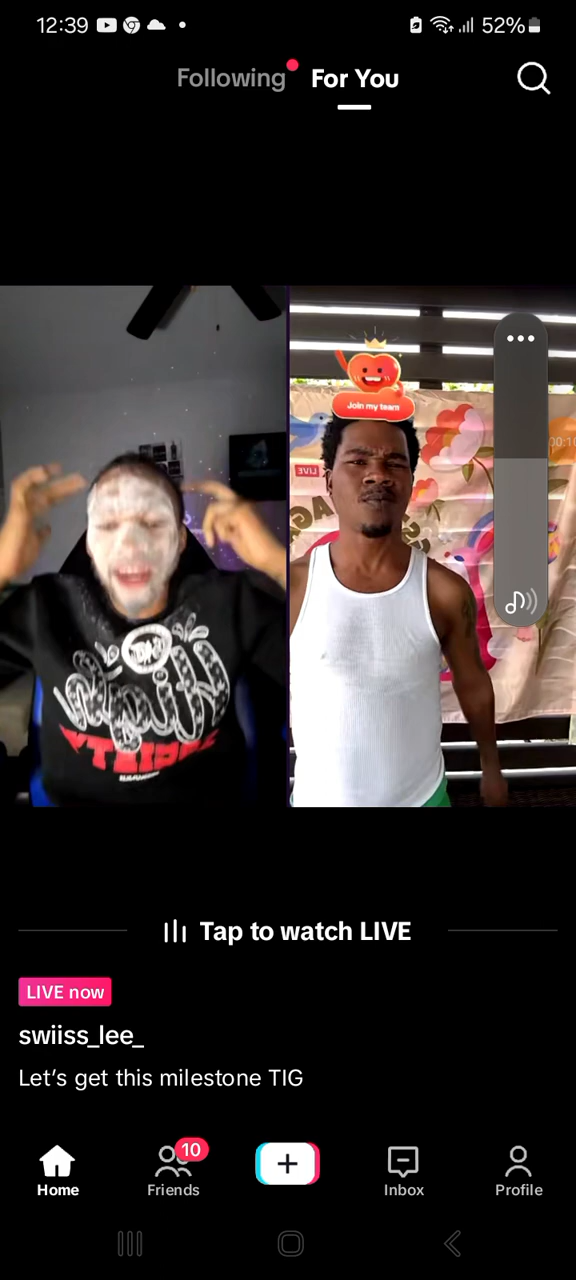 12:39
52%
Following
For You
Join my team
LIVE
Tap to watch LIVE
LIVE now
swiiss_lee_
Let's get this milestone TIG
10
Home
Friends
Inbox
Profile